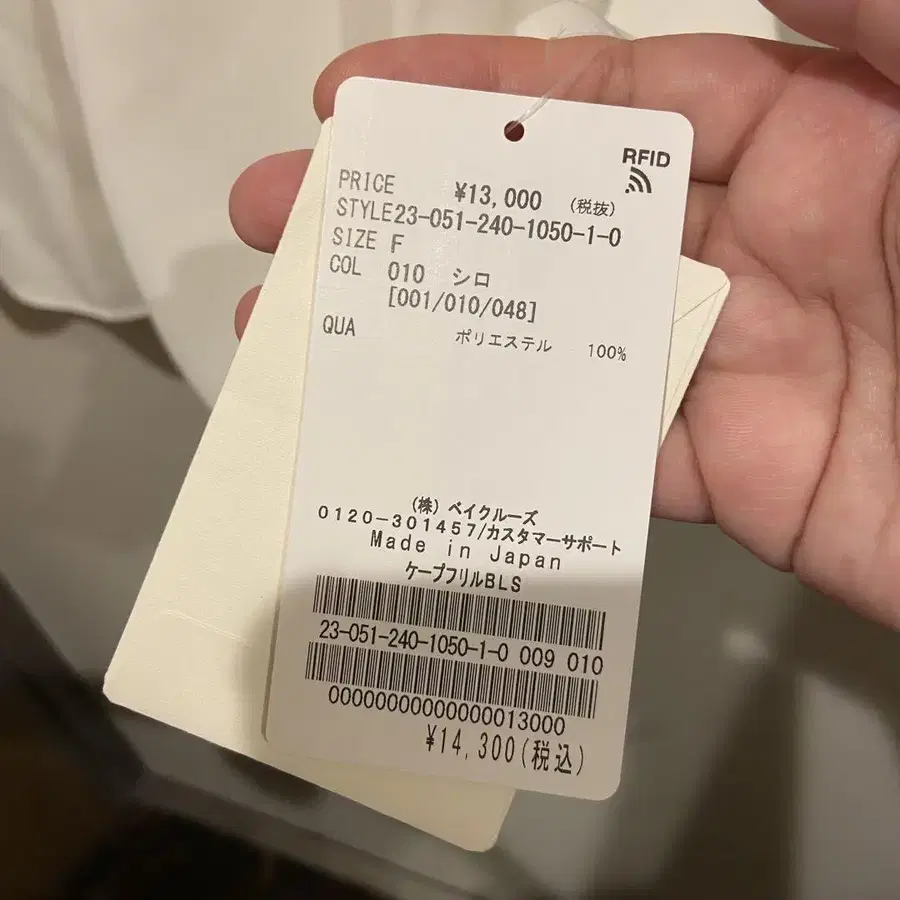 RFID
PRICE ¥13,000 (税抜)
STYLE23-051-240-1050-1-0
SIZE F
COL 010 シロ
[001/010/048]
QUA ポリエステル 100%
(株)ベイクルーズ
0120-301457/カスタマーサポート
Made in Japan
ケープフリルBLS
23-051-240-1050-1-0 009 010
00000000000000013000
¥14,300(税込)